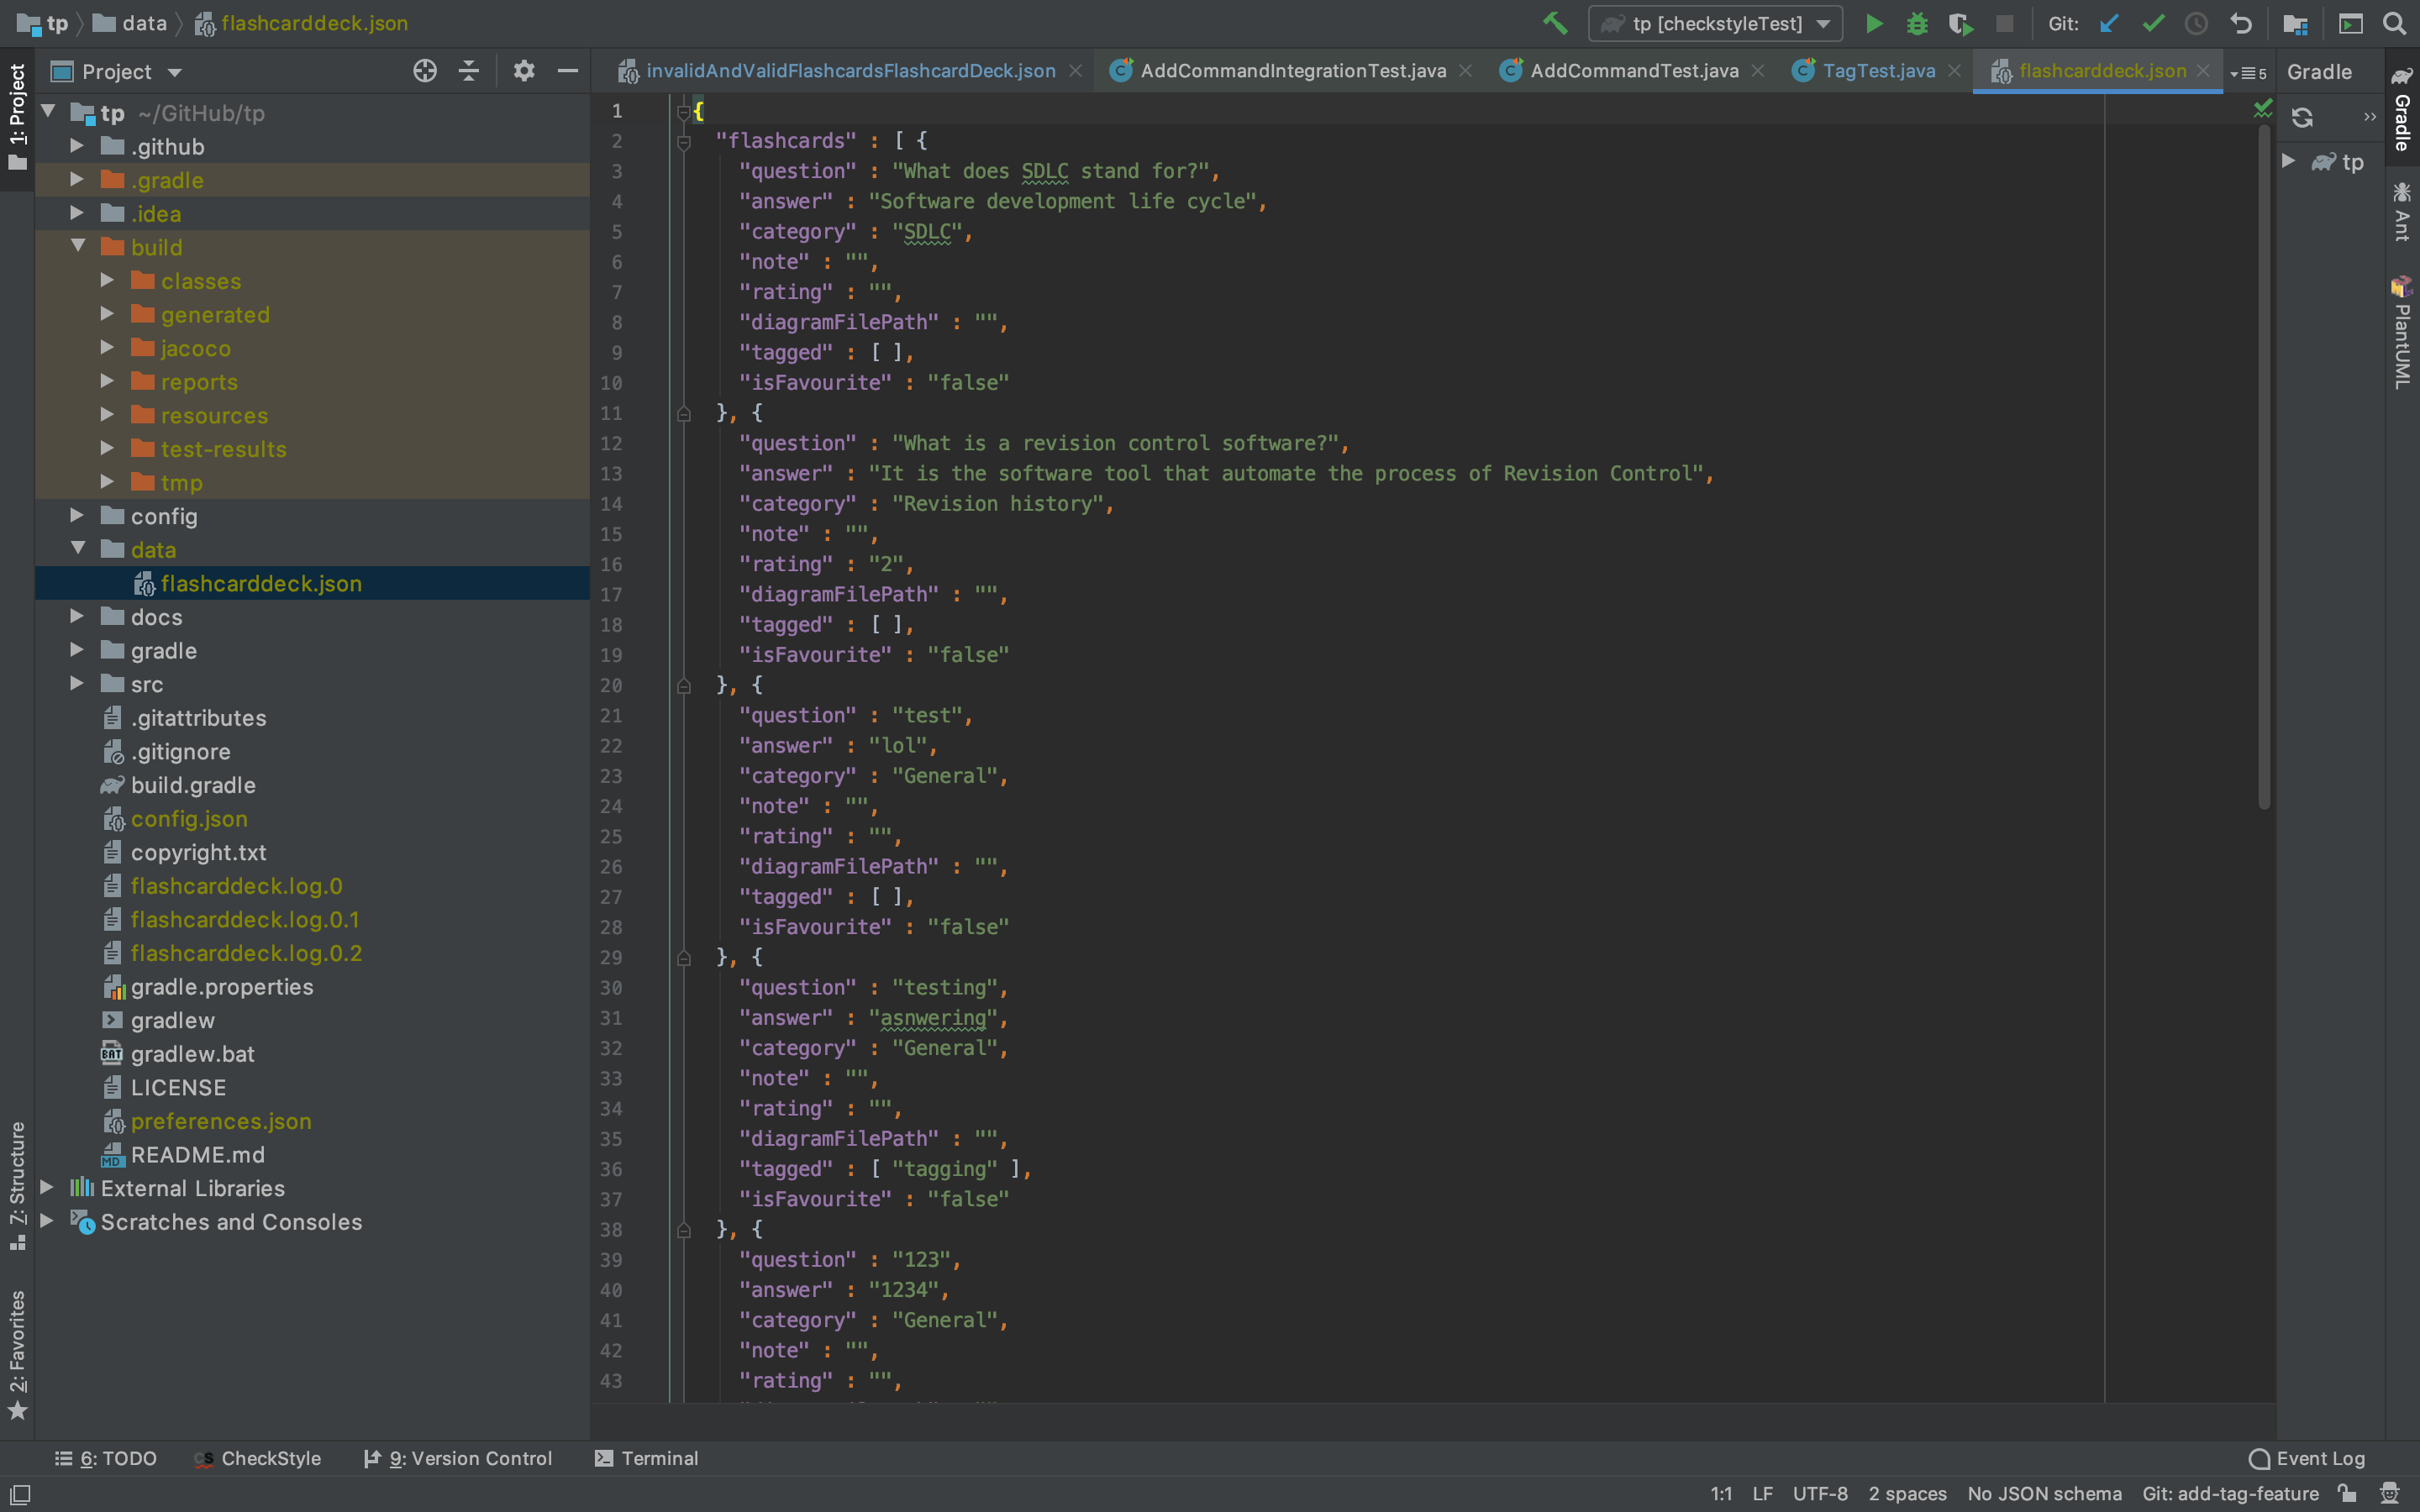 tp data flashcarddeck.json
tp [checkstyleTest] Git:
1: Project
Project
invalidAndValidFlashcardsFlashcardDeck.json AddCommandIntegrationTest.java AddCommandTest.java TagTest.java flashcarddeck.json 5
Gradle
tp ~/GitHub/tp
.github
.gradle
.idea
build
classes
generated
jacoco
reports
resources
test-results
tmp
config
data
flashcarddeck.json
docs
gradle
src
.gitattributes
.gitignore
build.gradle
config.json
copyright.txt
flashcarddeck.log.0
flashcarddeck.log.0.1
flashcarddeck.log.0.2
gradle.properties
gradlew
gradlew.bat
LICENSE
preferences.json
README.md
External Libraries
Scratches and Consoles
Z: Structure
2: Favorites
1 {
2 "flashcards" : [ {
3 "question" : "What does SDLC stand for?",
4 "answer" : "Software development life cycle",
5 "category" : "SDLC",
6 "note" : "",
7 "rating" : "",
8 "diagramFilePath" : "",
9 "tagged" : [ ],
10 "isFavourite" : "false"
11 }, {
12 "question" : "What is a revision control software?",
13 "answer" : "It is the software tool that automate the process of Revision Control",
14 "category" : "Revision history",
15 "note" : "",
16 "rating" : "2",
17 "diagramFilePath" : "",
18 "tagged" : [ ],
19 "isFavourite" : "false"
20 }, {
21 "question" : "test",
22 "answer" : "lol",
23 "category" : "General",
24 "note" : "",
25 "rating" : "",
26 "diagramFilePath" : "",
27 "tagged" : [ ],
28 "isFavourite" : "false"
29 }, {
30 "question" : "testing",
31 "answer" : "asnwering",
32 "category" : "General",
33 "note" : "",
34 "rating" : "",
35 "diagramFilePath" : "",
36 "tagged" : [ "tagging" ],
37 "isFavourite" : "false"
38 }, {
39 "question" : "123",
40 "answer" : "1234",
41 "category" : "General",
42 "note" : "",
43 "rating" : "",
tp
Gradle
Ant
PlantUML
6: TODO CheckStyle 9: Version Control Terminal Event Log
1:1 LF UTF-8 2 spaces No JSON schema Git: add-tag-feature